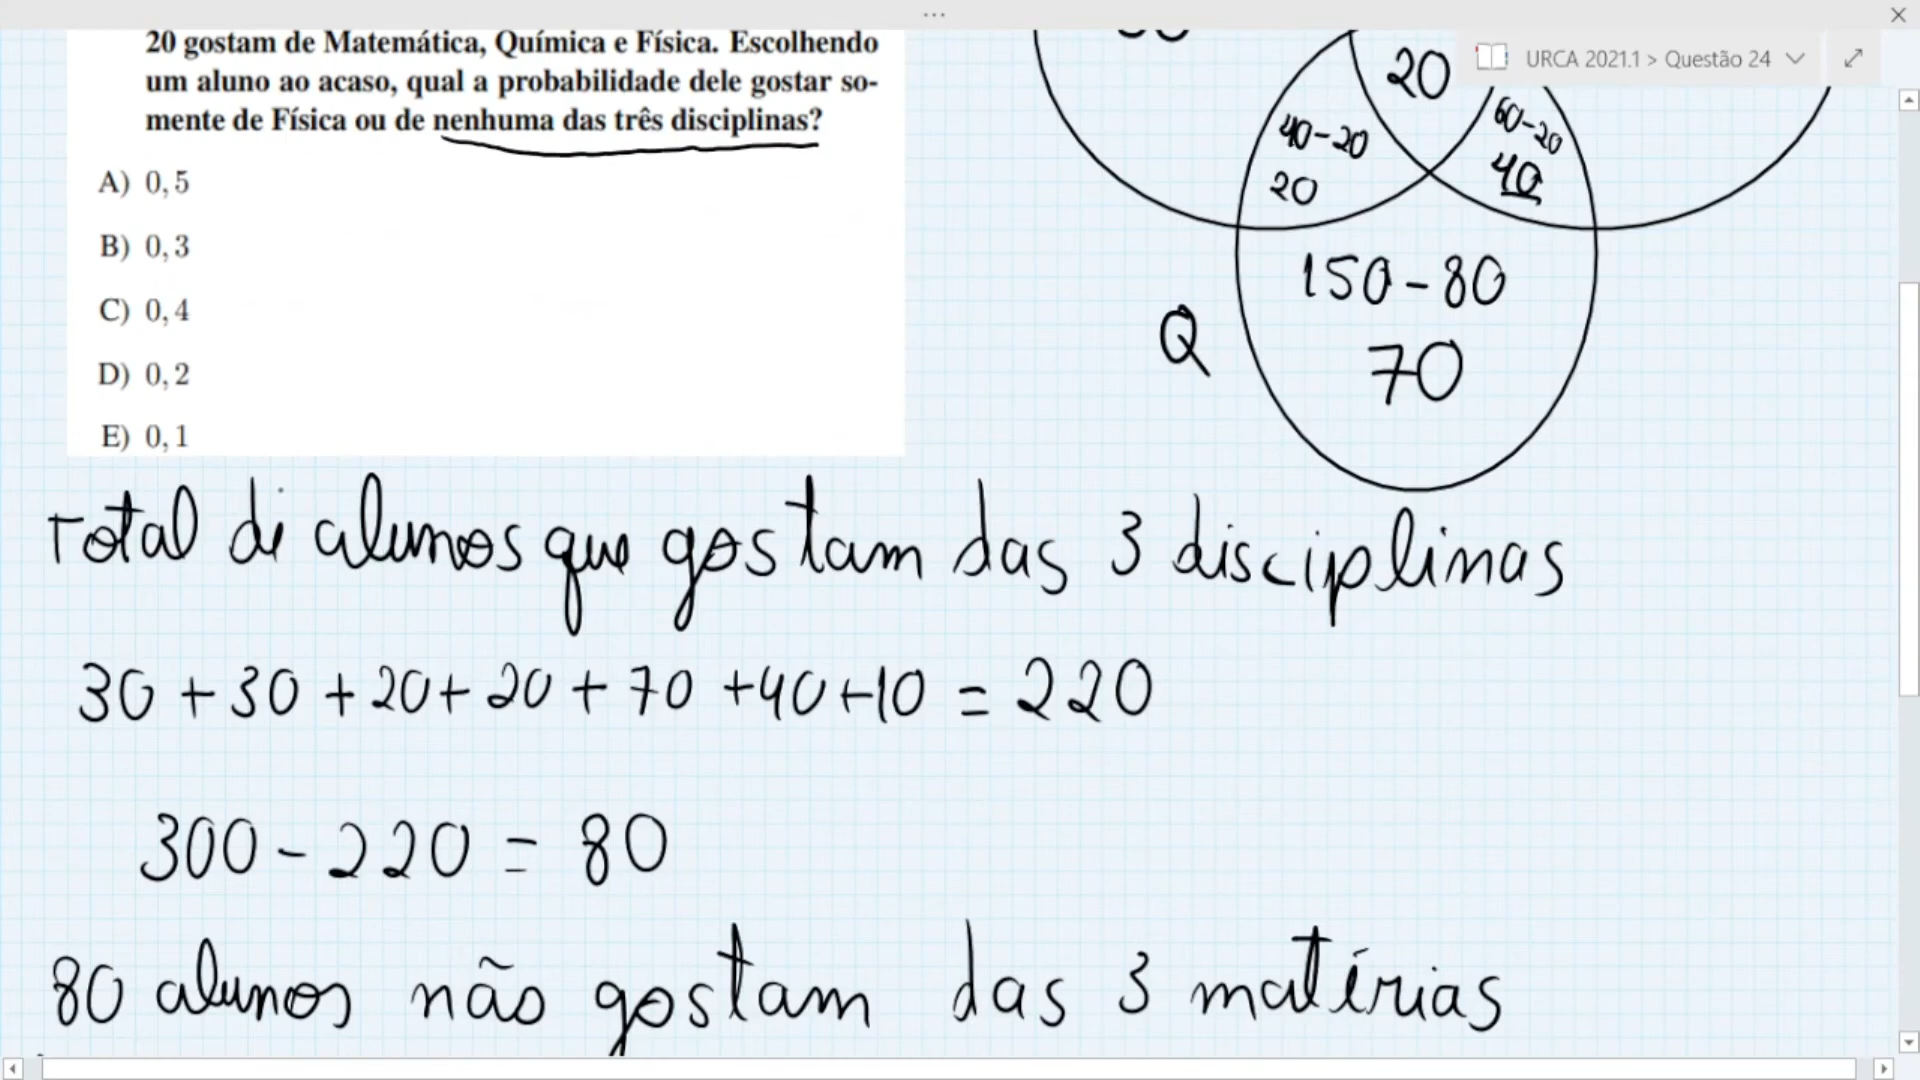 20 gostam de Matemática, Química e Física. Escolhendo
um aluno ao acaso, qual a probabilidade dele gostar so-
mente de Física ou de nenhuma das três disciplinas?
A) 0, 5
B) 0, 3
C) 0, 4
D) 0, 2
E) 0, 1
URCA 2021.1 > Questão 24
20
40-20
20
60-20
40
150-80
70
Q
Total de alunos que gostam das 3 disciplinas
30+30+20+20+70+40+10=220
300-220=80
80 alunos não gostam das 3 matérias